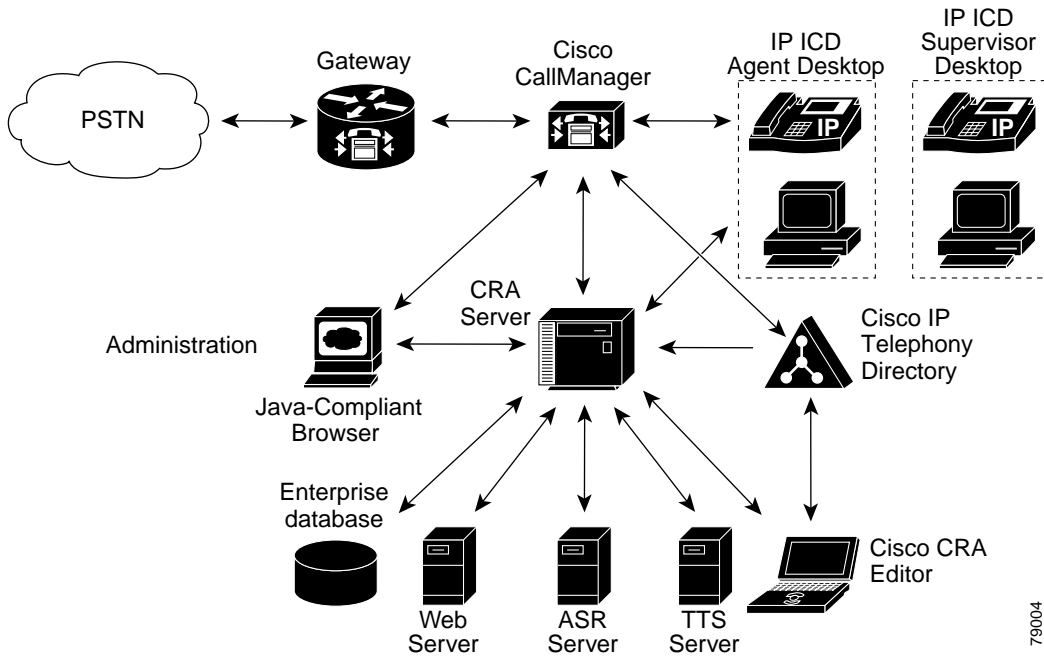 PSTN
Gateway
Cisco
CallManager
IP ICD
Agent Desktop
IP ICD
Supervisor
Desktop
IP
IP
Administration
Java-Compliant
Browser
CRA
Server
Cisco IP
Telephony
Directory
Enterprise
database
Web
Server
ASR
Server
TTS
Server
Cisco CRA
Editor
79004